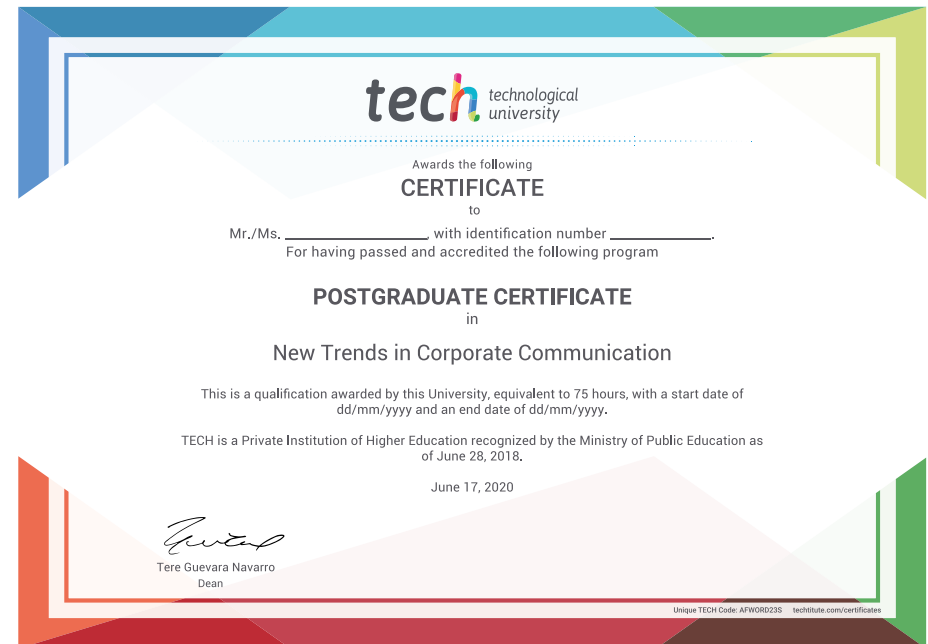 tech technological
university
Awards the following
CERTIFICATE
to
Mr./Ms. ____________________, with identification number ______________.
For having passed and accredited the following program
POSTGRADUATE CERTIFICATE
in
New Trends in Corporate Communication
This is a qualification awarded by this University, equivalent to 75 hours, with a start date of
dd/mm/yyyy and an end date of dd/mm/yyyy.
TECH is a Private Institution of Higher Education recognized by the Ministry of Public Education as
of June 28, 2018.
June 17, 2020
Tere Guevara Navarro
Dean
Unique TECH Code: AFWORD23S techtitute.com/certificates